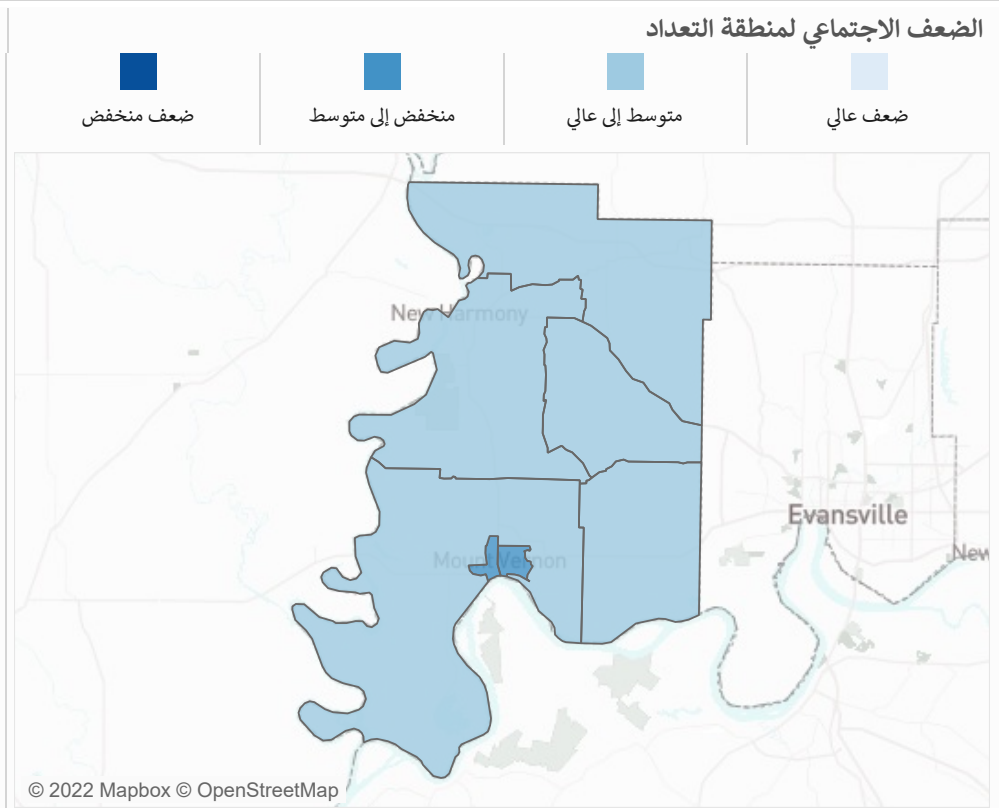 الضعف الاجتماعي لمنطقة التعداد
ضعف عالي
متوسط إلى عالي
منخفض إلى متوسط
ضعف منخفض
New Harmony
Evansville
Mount Vernon
New
© 2022 Mapbox © OpenStreetMap